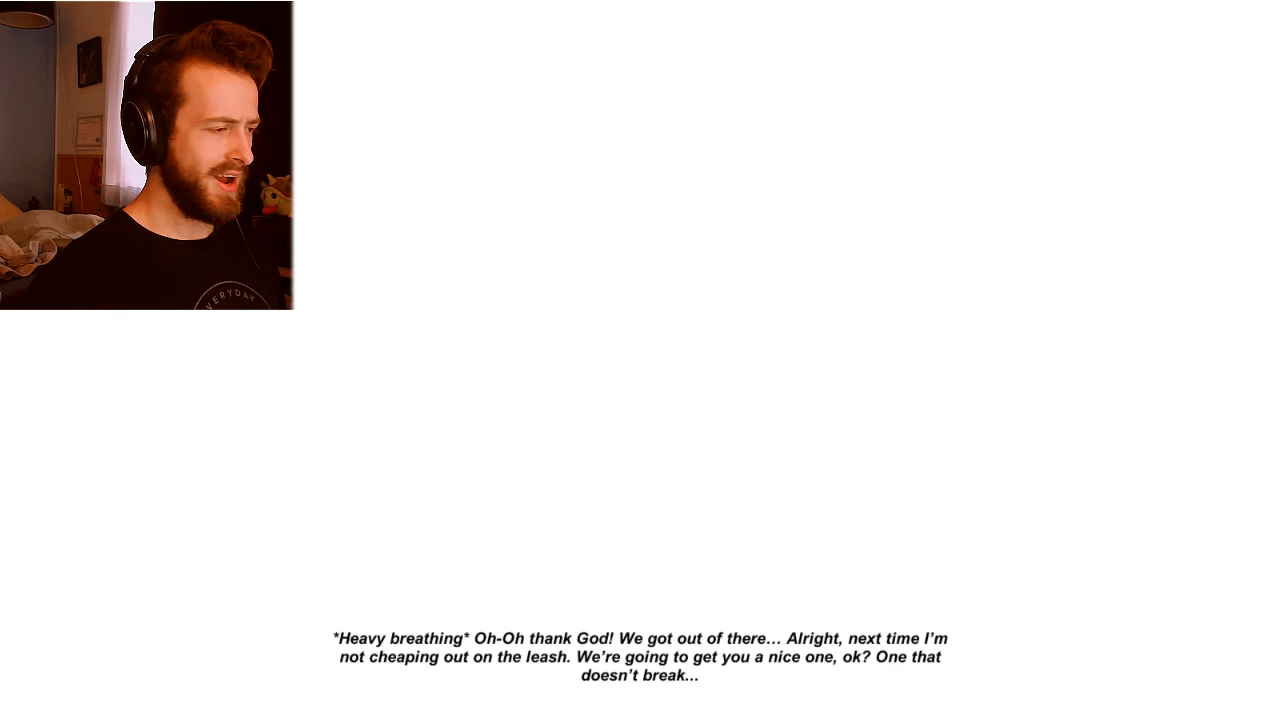 VERYDAY
*Heavy breathing* Oh-Oh thank God! We got out of there... Alright, next time I'm
not cheaping out on the leash. We're going to get you a nice one, ok? One that
doesn't break...